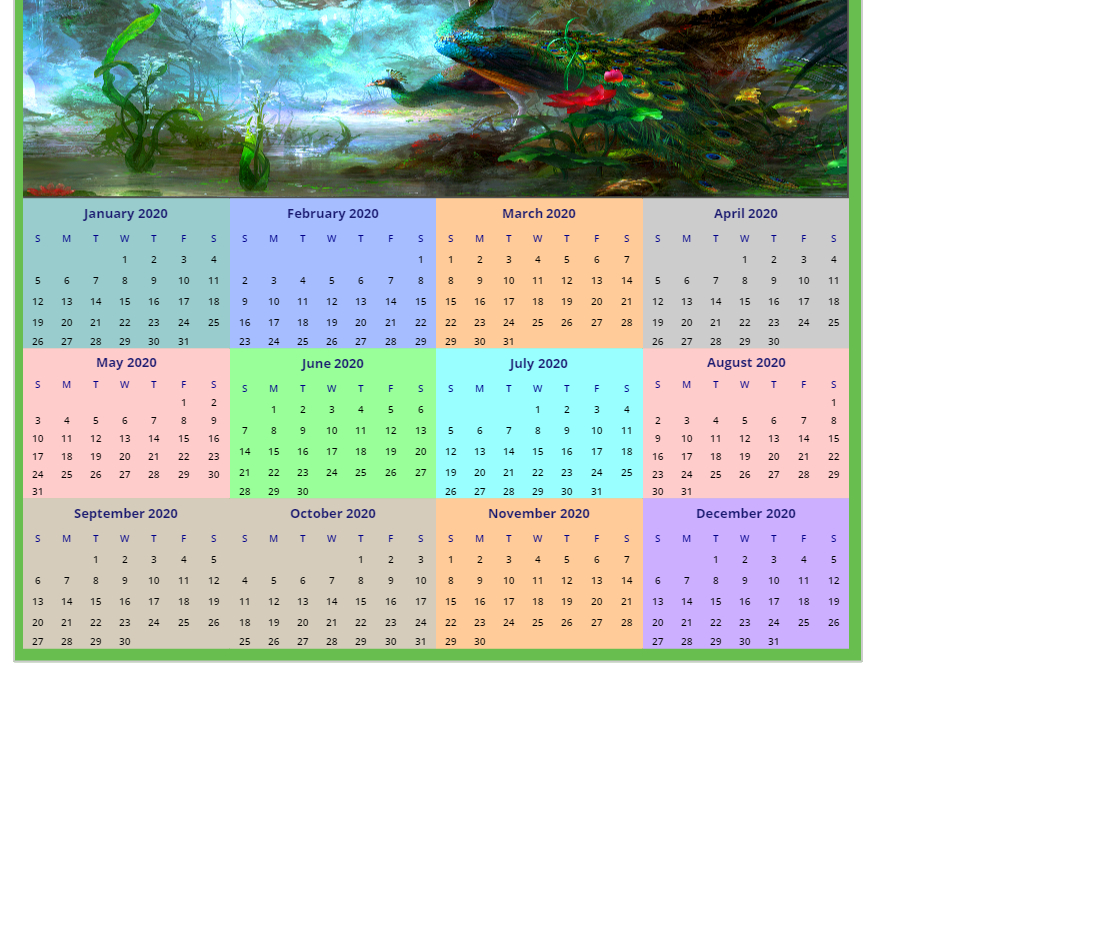 January 2020
S M T W T F S
1 2 3 4
5 6 7 8 9 10 11
12 13 14 15 16 17 18
19 20 21 22 23 24 25
26 27 28 29 30 31
February 2020
S M T W T F S
1
2 3 4 5 6 7 8
9 10 11 12 13 14 15
16 17 18 19 20 21 22
23 24 25 26 27 28 29
March 2020
S M T W T F S
1 2 3 4 5 6 7
8 9 10 11 12 13 14
15 16 17 18 19 20 21
22 23 24 25 26 27 28
29 30 31
April 2020
S M T W T F S
1 2 3 4
5 6 7 8 9 10 11
12 13 14 15 16 17 18
19 20 21 22 23 24 25
26 27 28 29 30
May 2020
S M T W T F S
1 2
3 4 5 6 7 8 9
10 11 12 13 14 15 16
17 18 19 20 21 22 23
24 25 26 27 28 29 30
31
June 2020
S M T W T F S
1 2 3 4 5 6
7 8 9 10 11 12 13
14 15 16 17 18 19 20
21 22 23 24 25 26 27
28 29 30
July 2020
S M T W T F S
1 2 3 4
5 6 7 8 9 10 11
12 13 14 15 16 17 18
19 20 21 22 23 24 25
26 27 28 29 30 31
August 2020
S M T W T F S
1
2 3 4 5 6 7 8
9 10 11 12 13 14 15
16 17 18 19 20 21 22
23 24 25 26 27 28 29
30 31
September 2020
S M T W T F S
1 2 3 4 5
6 7 8 9 10 11 12
13 14 15 16 17 18 19
20 21 22 23 24 25 26
27 28 29 30
October 2020
S M T W T F S
1 2 3
4 5 6 7 8 9 10
11 12 13 14 15 16 17
18 19 20 21 22 23 24
25 26 27 28 29 30 31
November 2020
S M T W T F S
1 2 3 4 5 6 7
8 9 10 11 12 13 14
15 16 17 18 19 20 21
22 23 24 25 26 27 28
29 30
December 2020
S M T W T F S
1 2 3 4 5
6 7 8 9 10 11 12
13 14 15 16 17 18 19
20 21 22 23 24 25 26
27 28 29 30 31